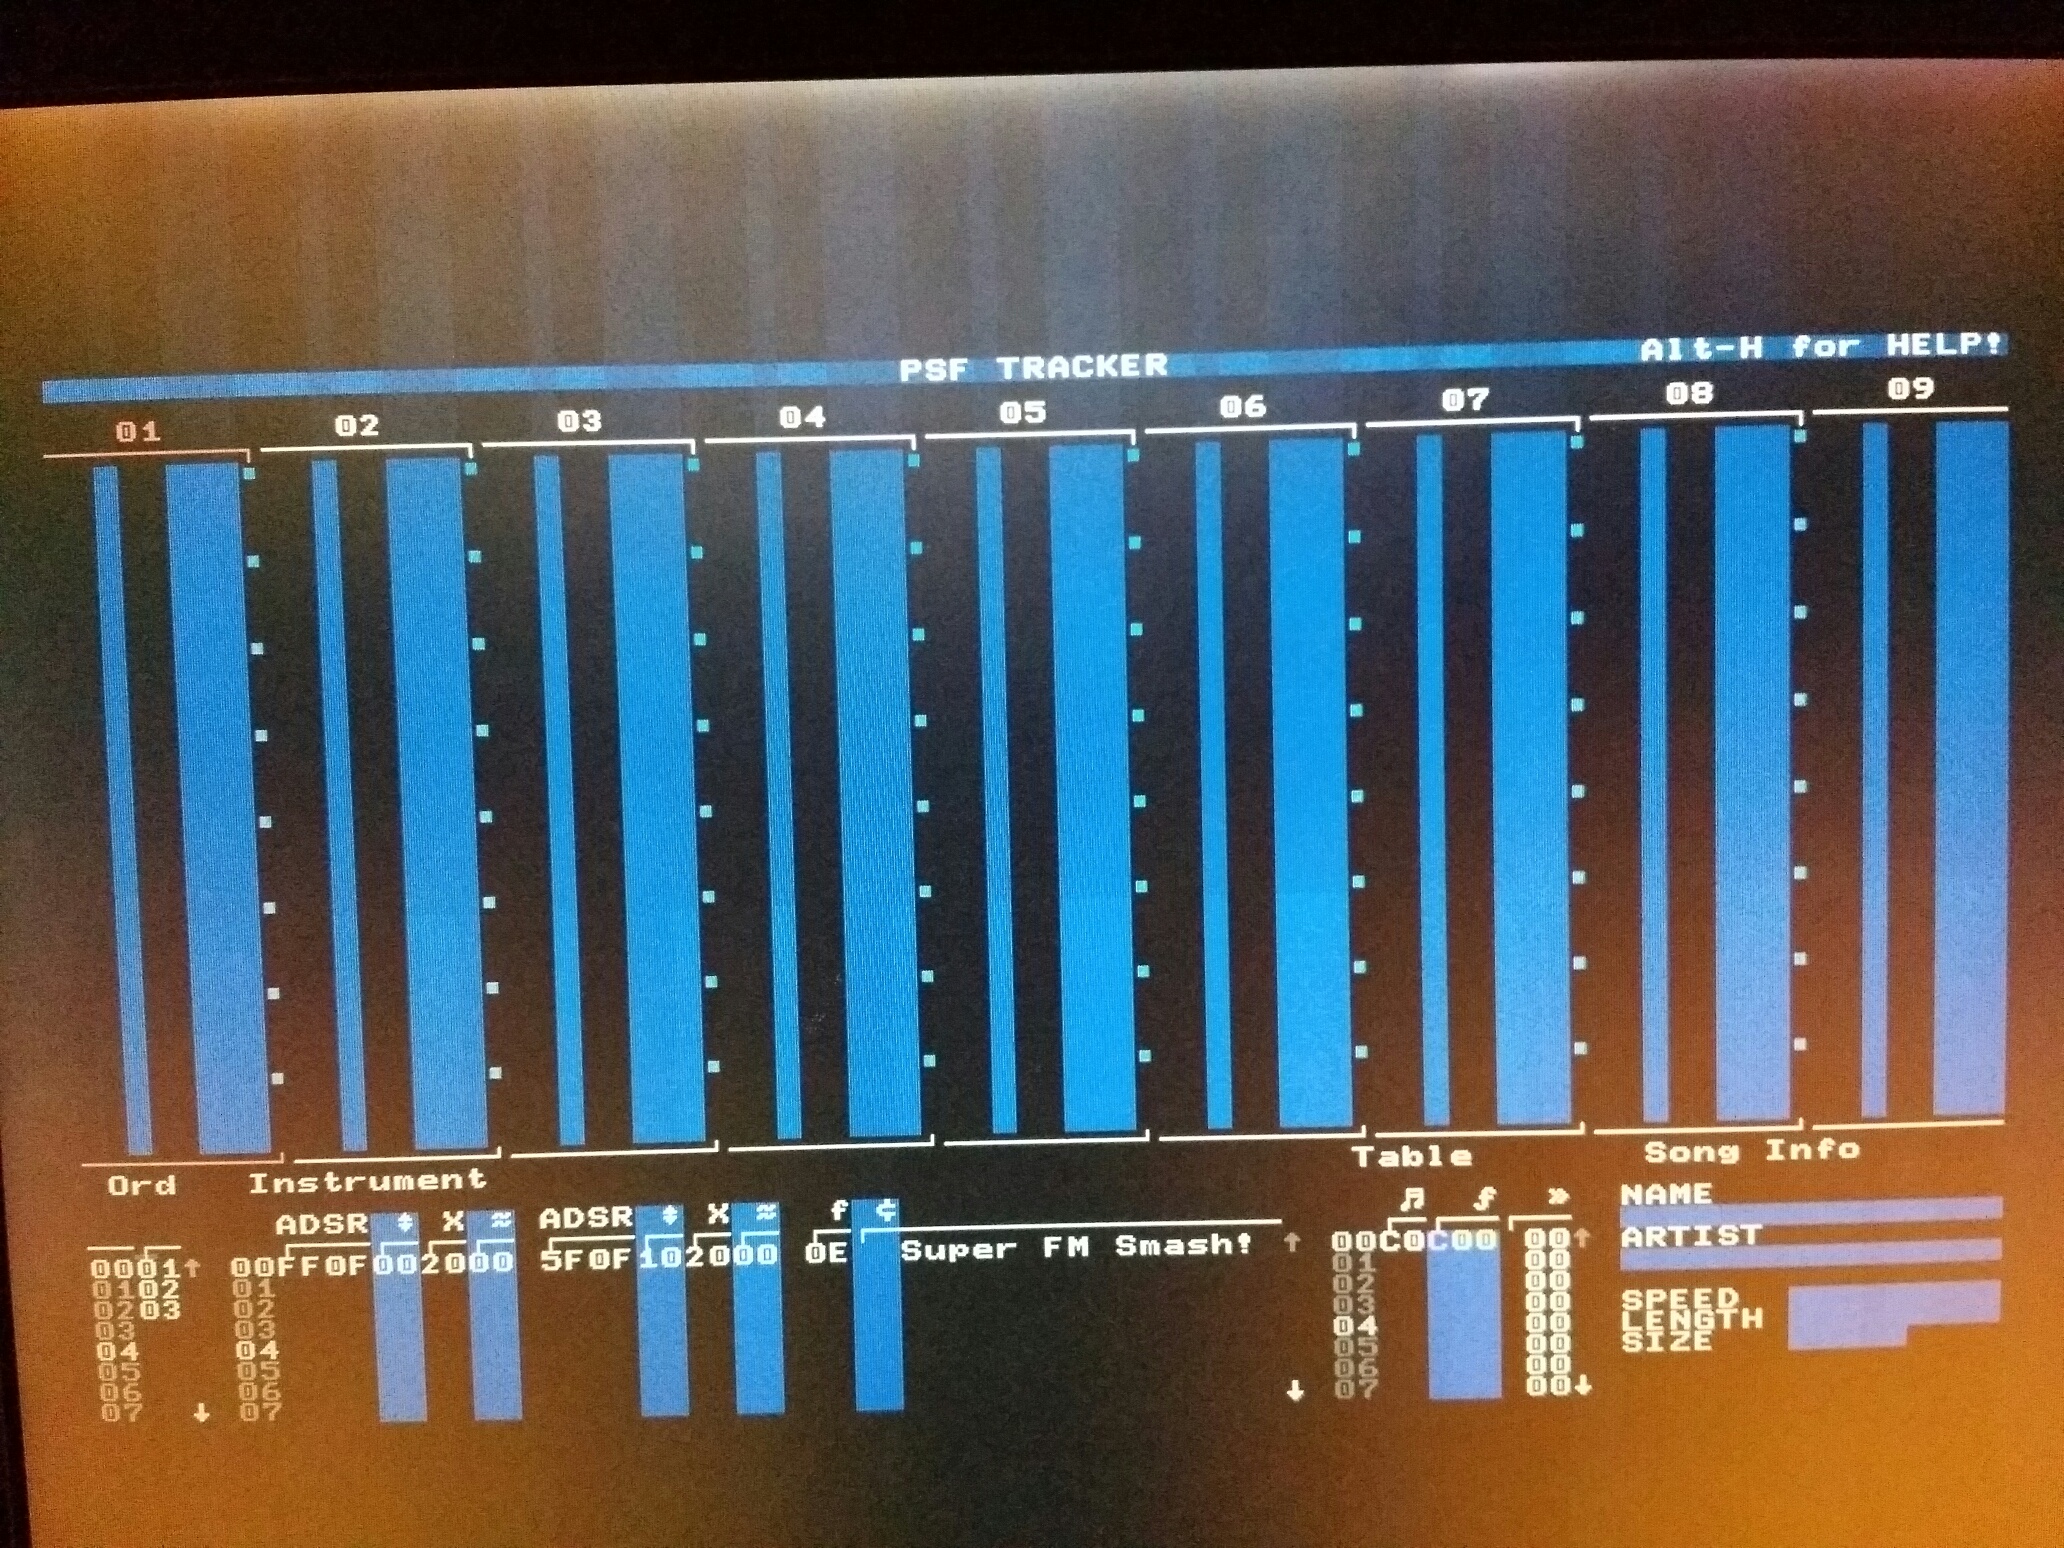 PSF TRACKER Alt-H for HELP!
01 02 03 04 05 06 07 08 09
Ord Instrument Table Song Info
ADSR ÷ X ≈ ADSR ÷ X ≈ f ¢ ♬ ƒ » NAME
0001↑ 00FF0F002000 5F0F102000 0E Super FM Smash! ↑ 00C0C00 00↑ ARTIST
0102 01 01 00
0203 02 02 00
03 03 03 00 SPEED
04 04 04 00 LENGTH
05 05 05 00 SIZE
06 06 06 00
07 ↓ 07 ↓ 07 00↓